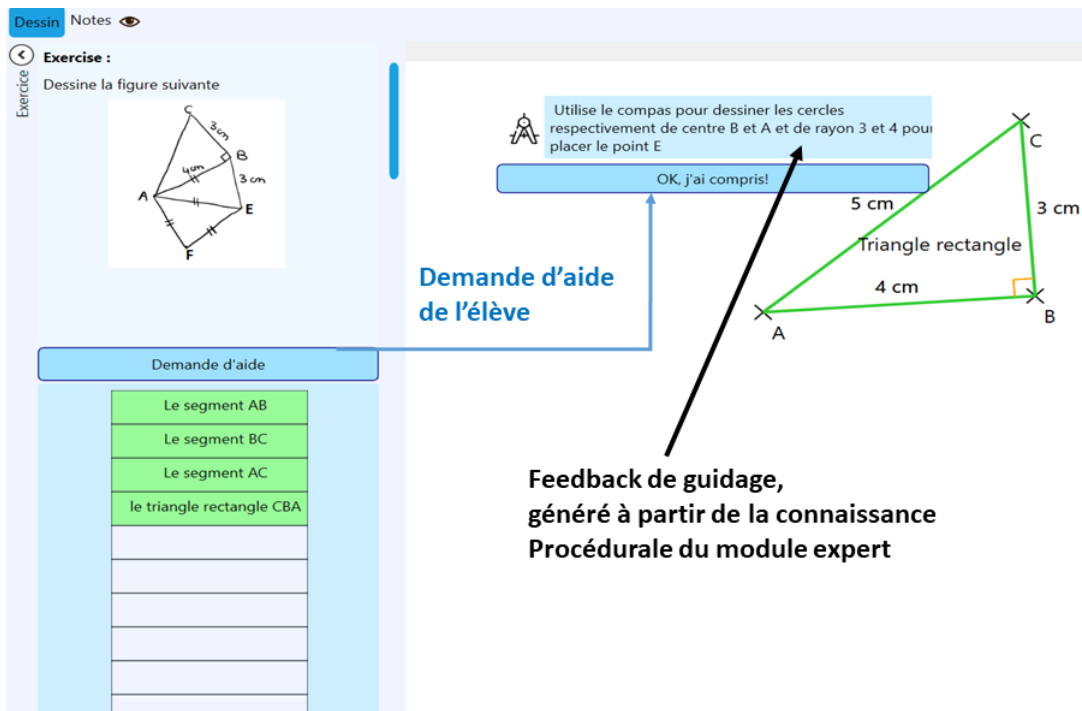 Dessin Notes
Exercice
Exercise :
Dessine la figure suivante
C
3cm
B
4cm
3 cm
A
E
F
Utilise le compas pour dessiner les cercles
respectivement de centre B et A et de rayon 3 et 4 pour
placer le point E
OK, j'ai compris!
C
5 cm
3 cm
Triangle rectangle
4 cm
A
B
Demande d’aide
de l’élève
Demande d'aide
Le segment AB
Le segment BC
Le segment AC
le triangle rectangle CBA
Feedback de guidage,
généré à partir de la connaissance
Procédurale du module expert